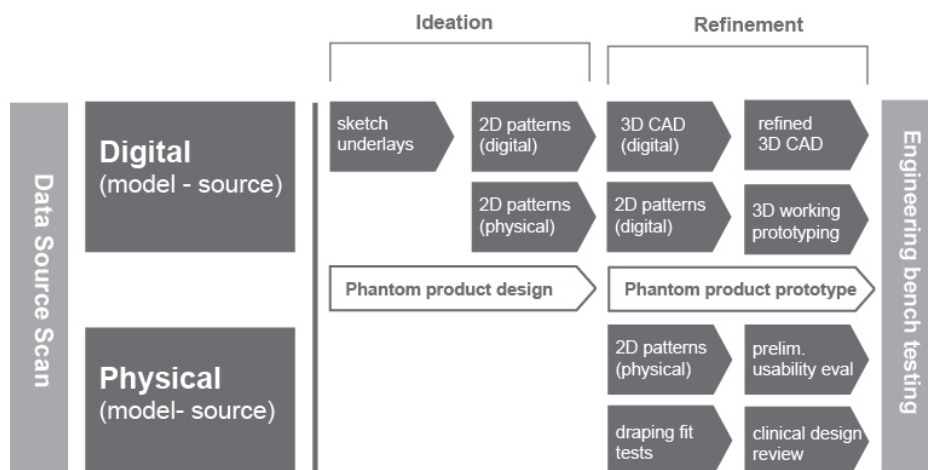 Ideation
Refinement
Data Source Scan
Digital
(model - source)
sketch
underlays
2D patterns
(digital)
3D CAD
(digital)
refined
3D CAD
2D patterns
(physical)
2D patterns
(digital)
3D working
prototyping
Phantom product design
Phantom product prototype
Physical
(model- source)
2D patterns
(physical)
prelim.
usability eval
draping fit
tests
clinical design
review
Engineering bench testing